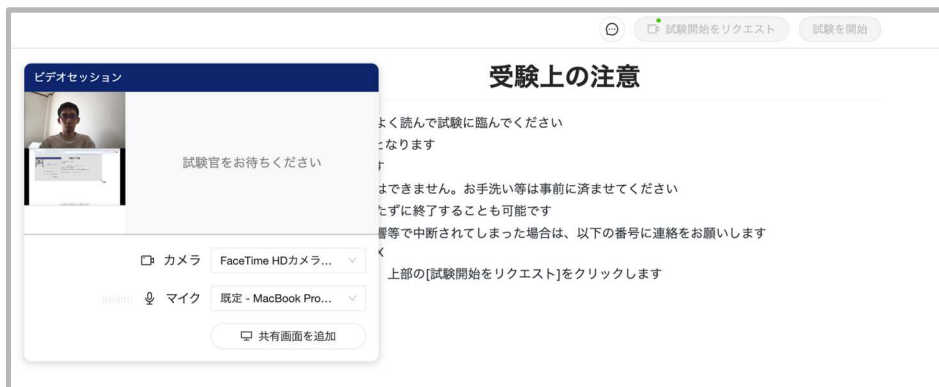 試験開始をリクエスト
試験を開始
ビデオセッション
受験上の注意
よく読んで試験に臨んでください
となります
す
試験官をお待ちください
はできません。お手洗い等は事前に済ませてください
たずに終了することも可能です
響等で中断されてしまった場合は、以下の番号に連絡をお願いします
X
カメラ FaceTime HDカメラ...
上部の[試験開始をリクエスト]をクリックします
マイク 既定 - MacBook Pro...
共有画面を追加